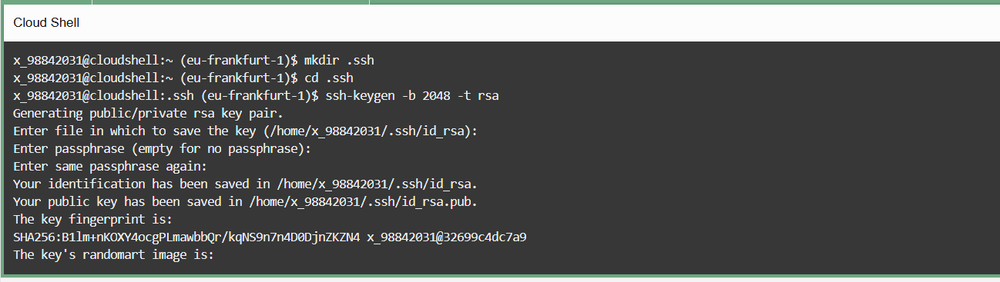 Cloud Shell
x_98842031@cloudshell:~ (eu-frankfurt-1)$ mkdir .ssh
x_98842031@cloudshell:~ (eu-frankfurt-1)$ cd .ssh
x_98842031@cloudshell:.ssh (eu-frankfurt-1)$ ssh-keygen -b 2048 -t rsa
Generating public/private rsa key pair.
Enter file in which to save the key (/home/x_98842031/.ssh/id_rsa):
Enter passphrase (empty for no passphrase):
Enter same passphrase again:
Your identification has been saved in /home/x_98842031/.ssh/id_rsa.
Your public key has been saved in /home/x_98842031/.ssh/id_rsa.pub.
The key fingerprint is:
SHA256:B1lm+nKOXY4ocgPLmawbbQr/kqNS9n7n4D0DjnZKZN4 x_98842031@32699c4dc7a9
The key's randomart image is: